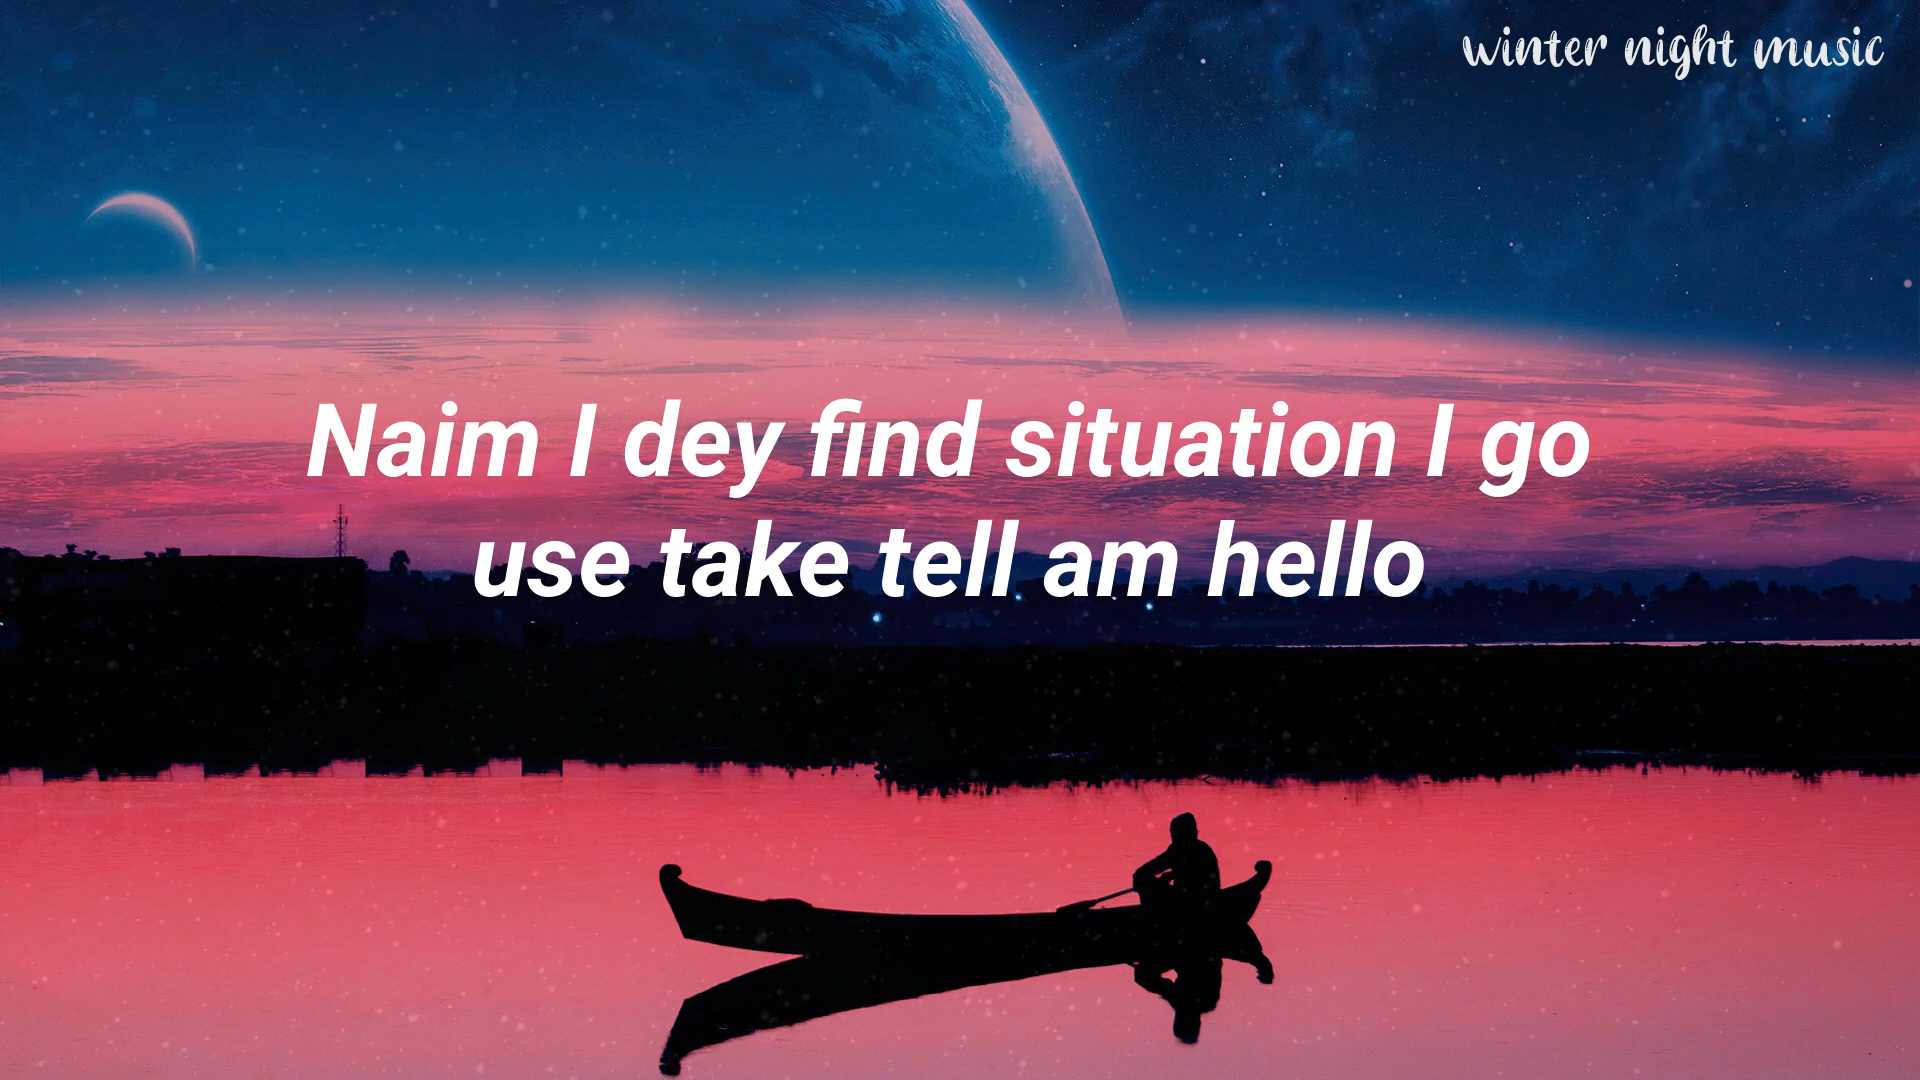 winter night music
Naim I dey find situation I go
use take tell am hello